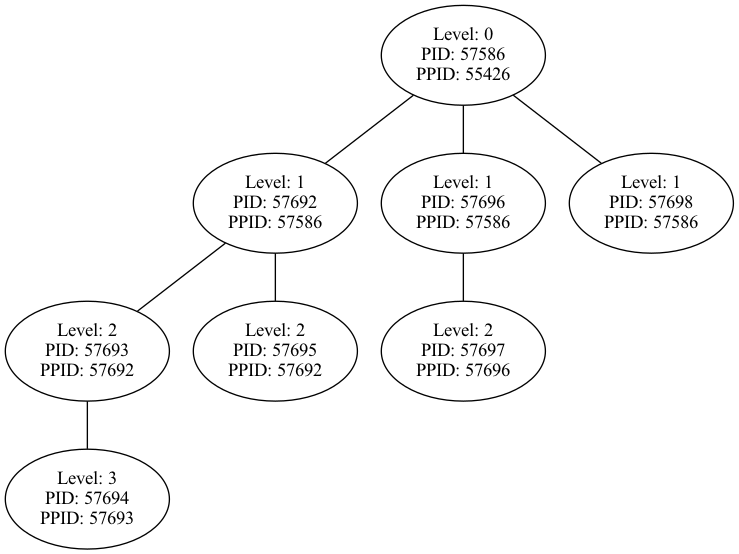 Level: 0
PID: 57586
PPID: 55426
Level: 1
PID: 57692
PPID: 57586
Level: 1
PID: 57696
PPID: 57586
Level: 1
PID: 57698
PPID: 57586
Level: 2
PID: 57693
PPID: 57692
Level: 2
PID: 57695
PPID: 57692
Level: 2
PID: 57697
PPID: 57696
Level: 3
PID: 57694
PPID: 57693